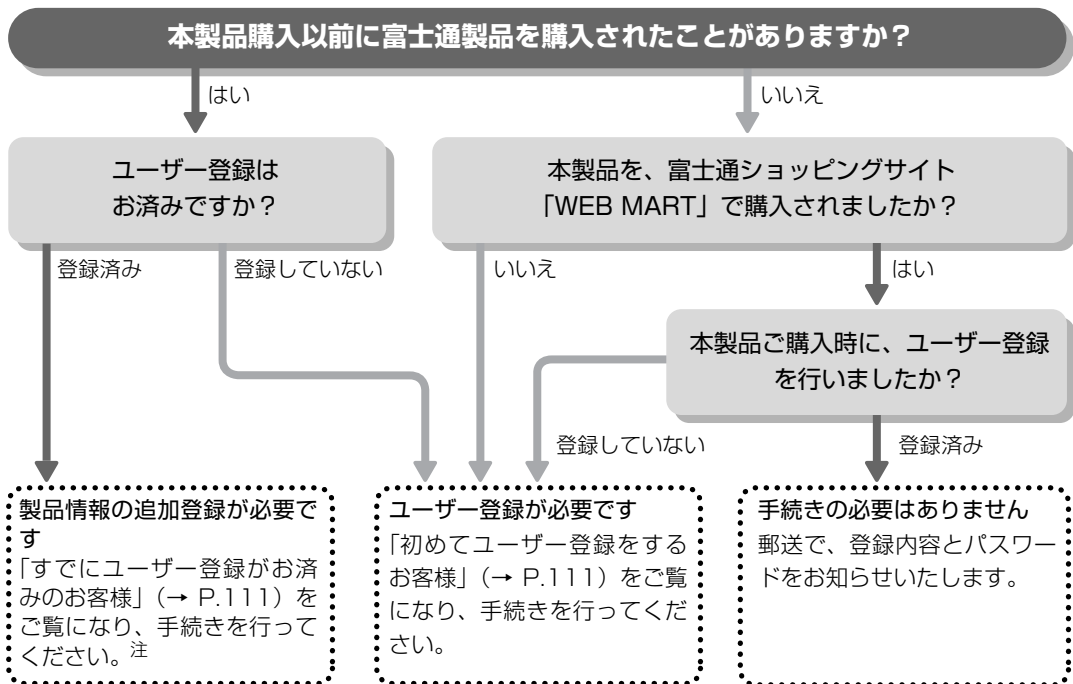 本製品購入以前に富士通製品を購入されたことがありますか？
はい
いいえ
ユーザー登録は
お済みですか？
本製品を、富士通ショッピングサイト
「WEB MART」で購入されましたか？
登録済み
登録していない
いいえ
はい
本製品ご購入時に、ユーザー登録
を行いましたか？
登録していない
登録済み
製品情報の追加登録が必要で
す
「すでにユーザー登録がお済
みのお客様」（→ P.111）を
ご覧になり、手続きを行って
ください。注
ユーザー登録が必要です
「初めてユーザー登録をする
お客様」（→ P.111）をご覧
になり、手続きを行ってくだ
さい。
手続きの必要はありません
郵送で、登録内容とパスワー
ドをお知らせいたします。